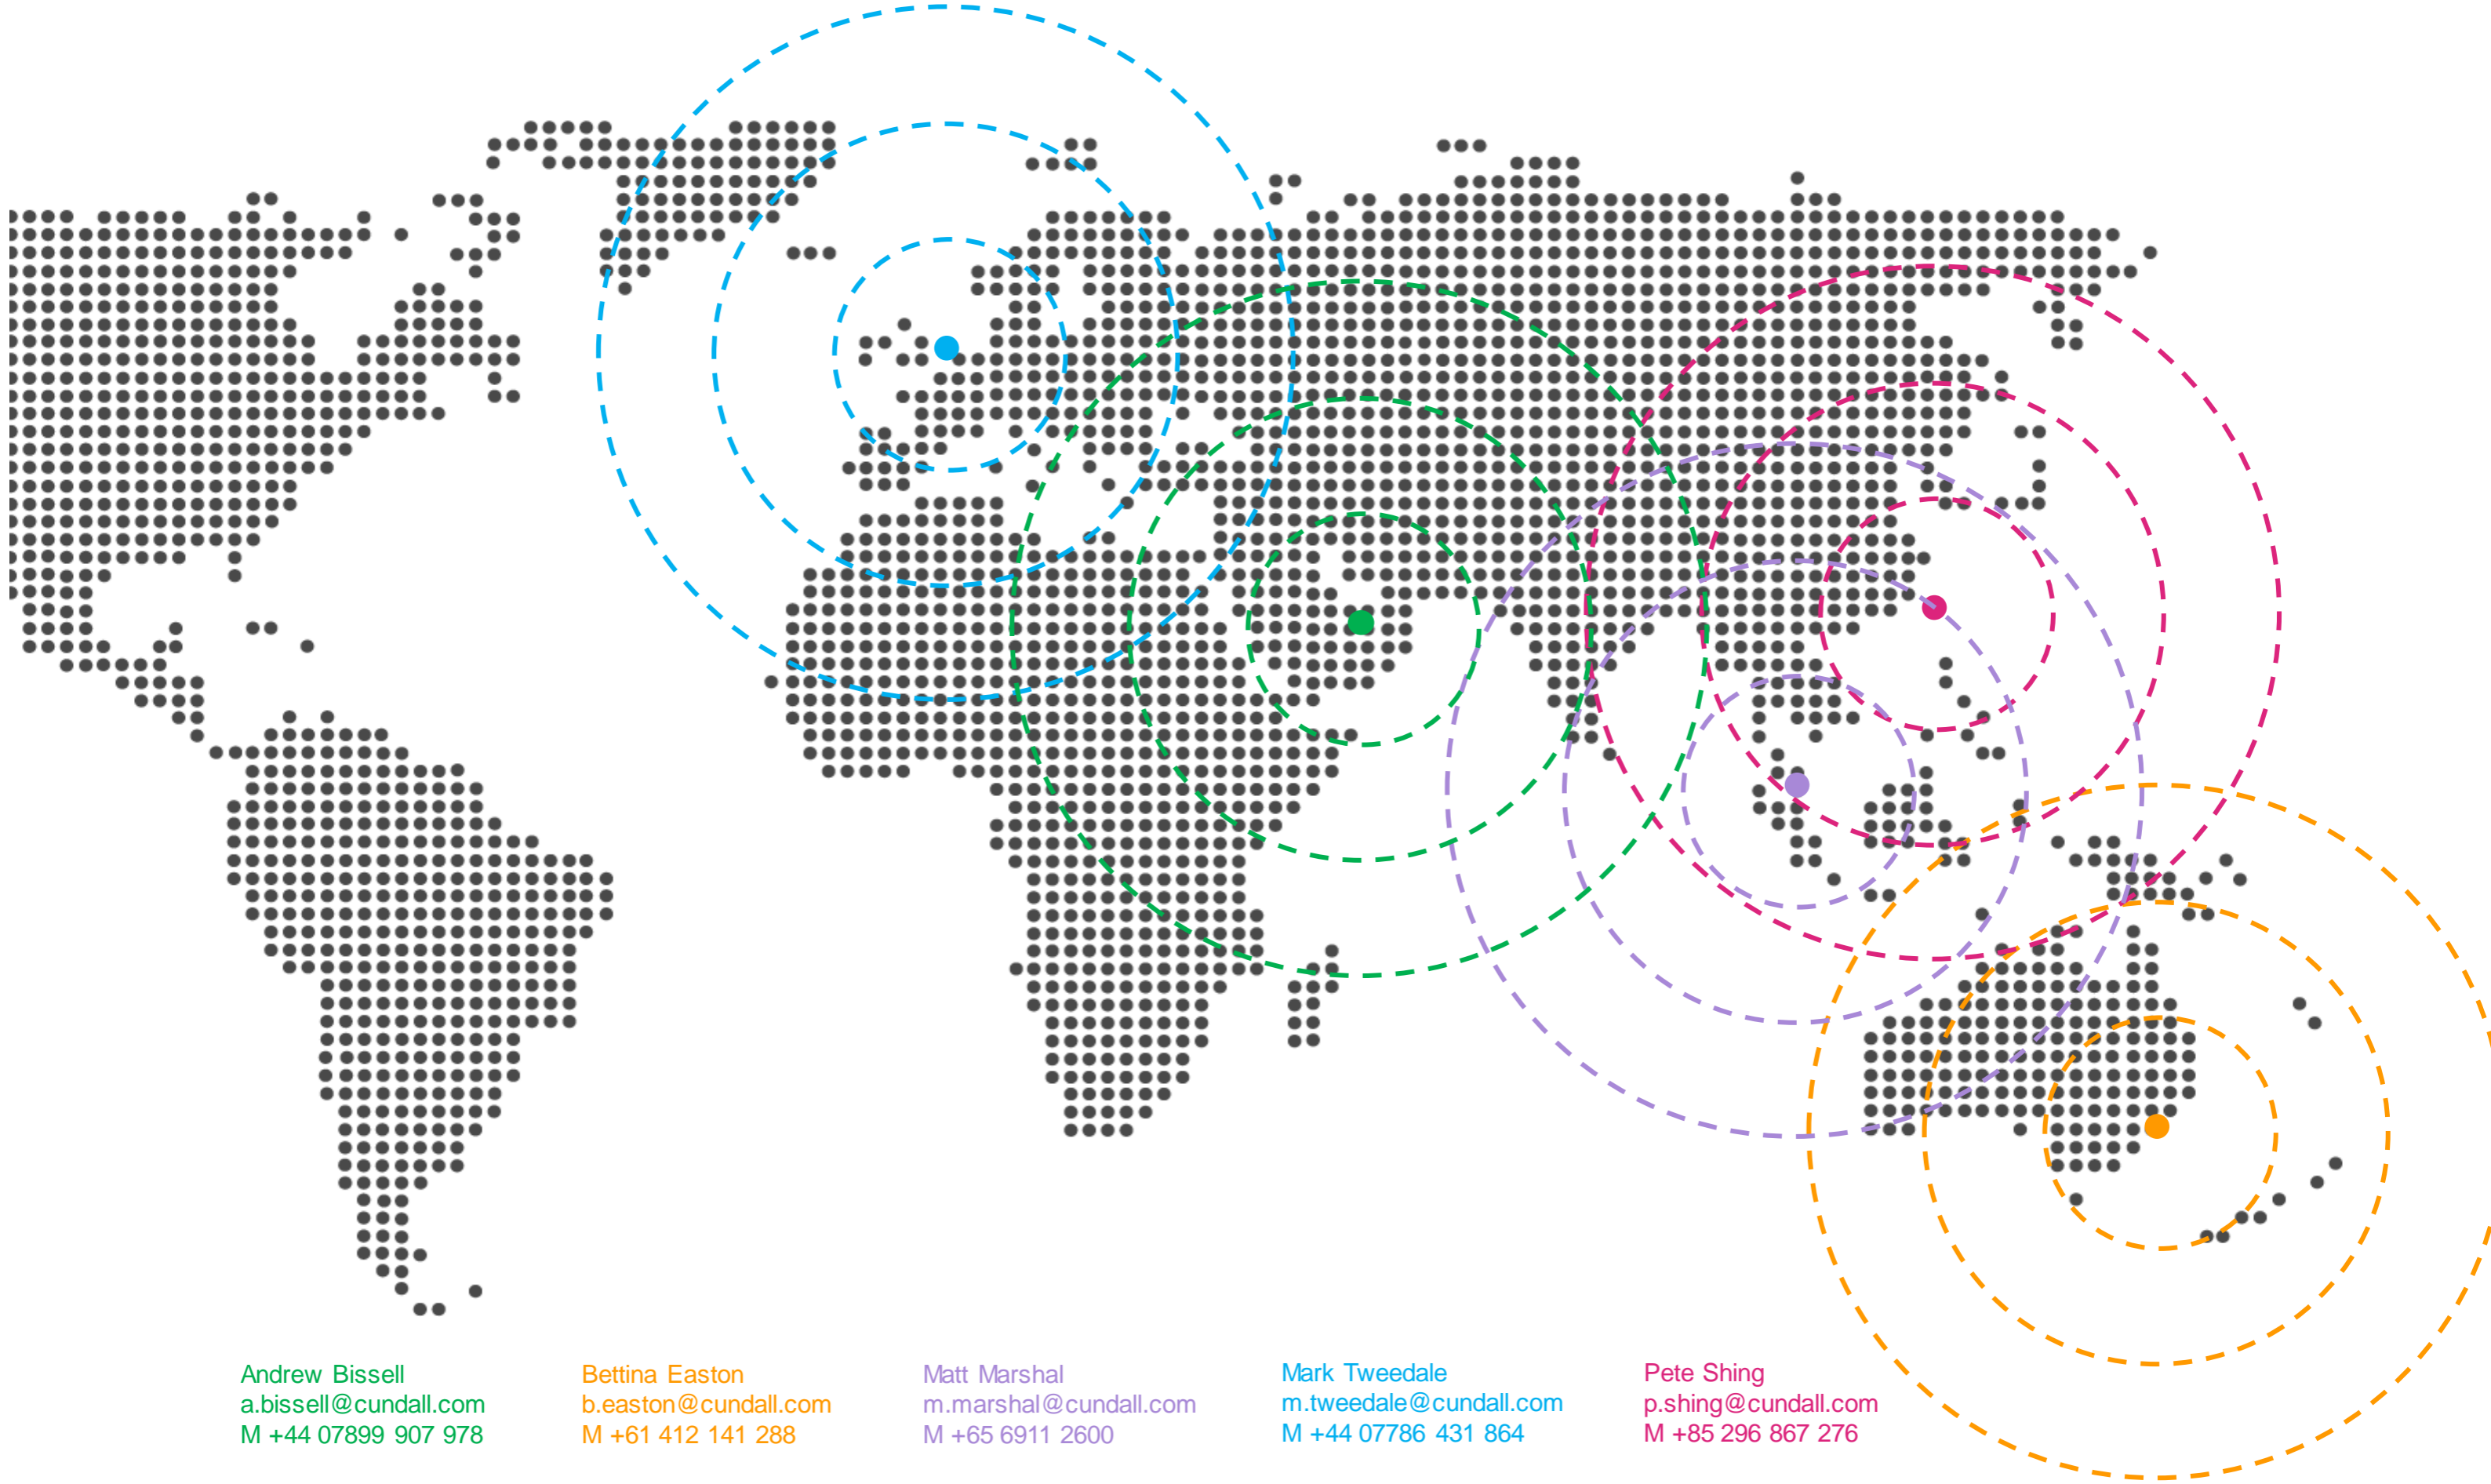 Andrew Bissell
a.bissell@cundall.com
M +44 07899 907 978
Bettina Easton
b.easton@cundall.com
M +61 412 141 288
Matt Marshal
m.marshal@cundall.com
M +65 6911 2600
Mark Tweedale
m.tweedale@cundall.com
M +44 07786 431 864
Pete Shing
p.shing@cundall.com
M +85 296 867 276